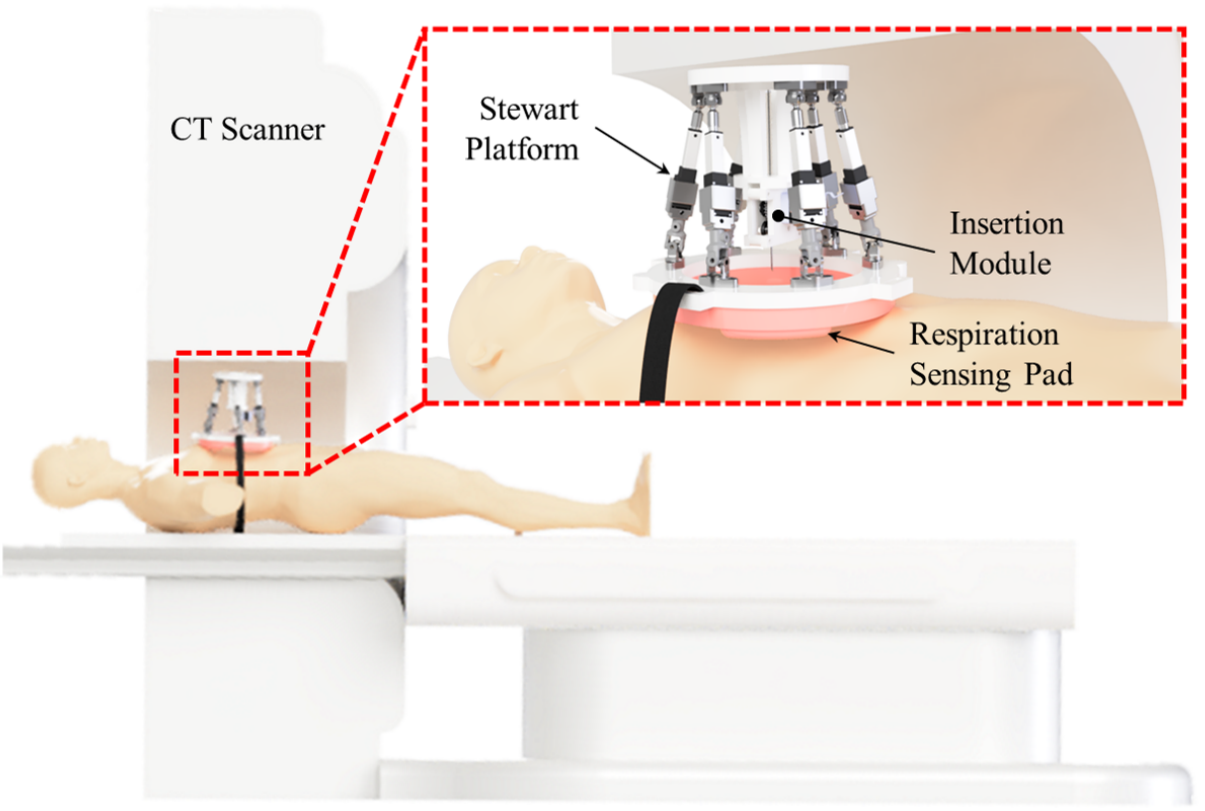 CT Scanner
Stewart
Platform
Insertion
Module
Respiration
Sensing Pad